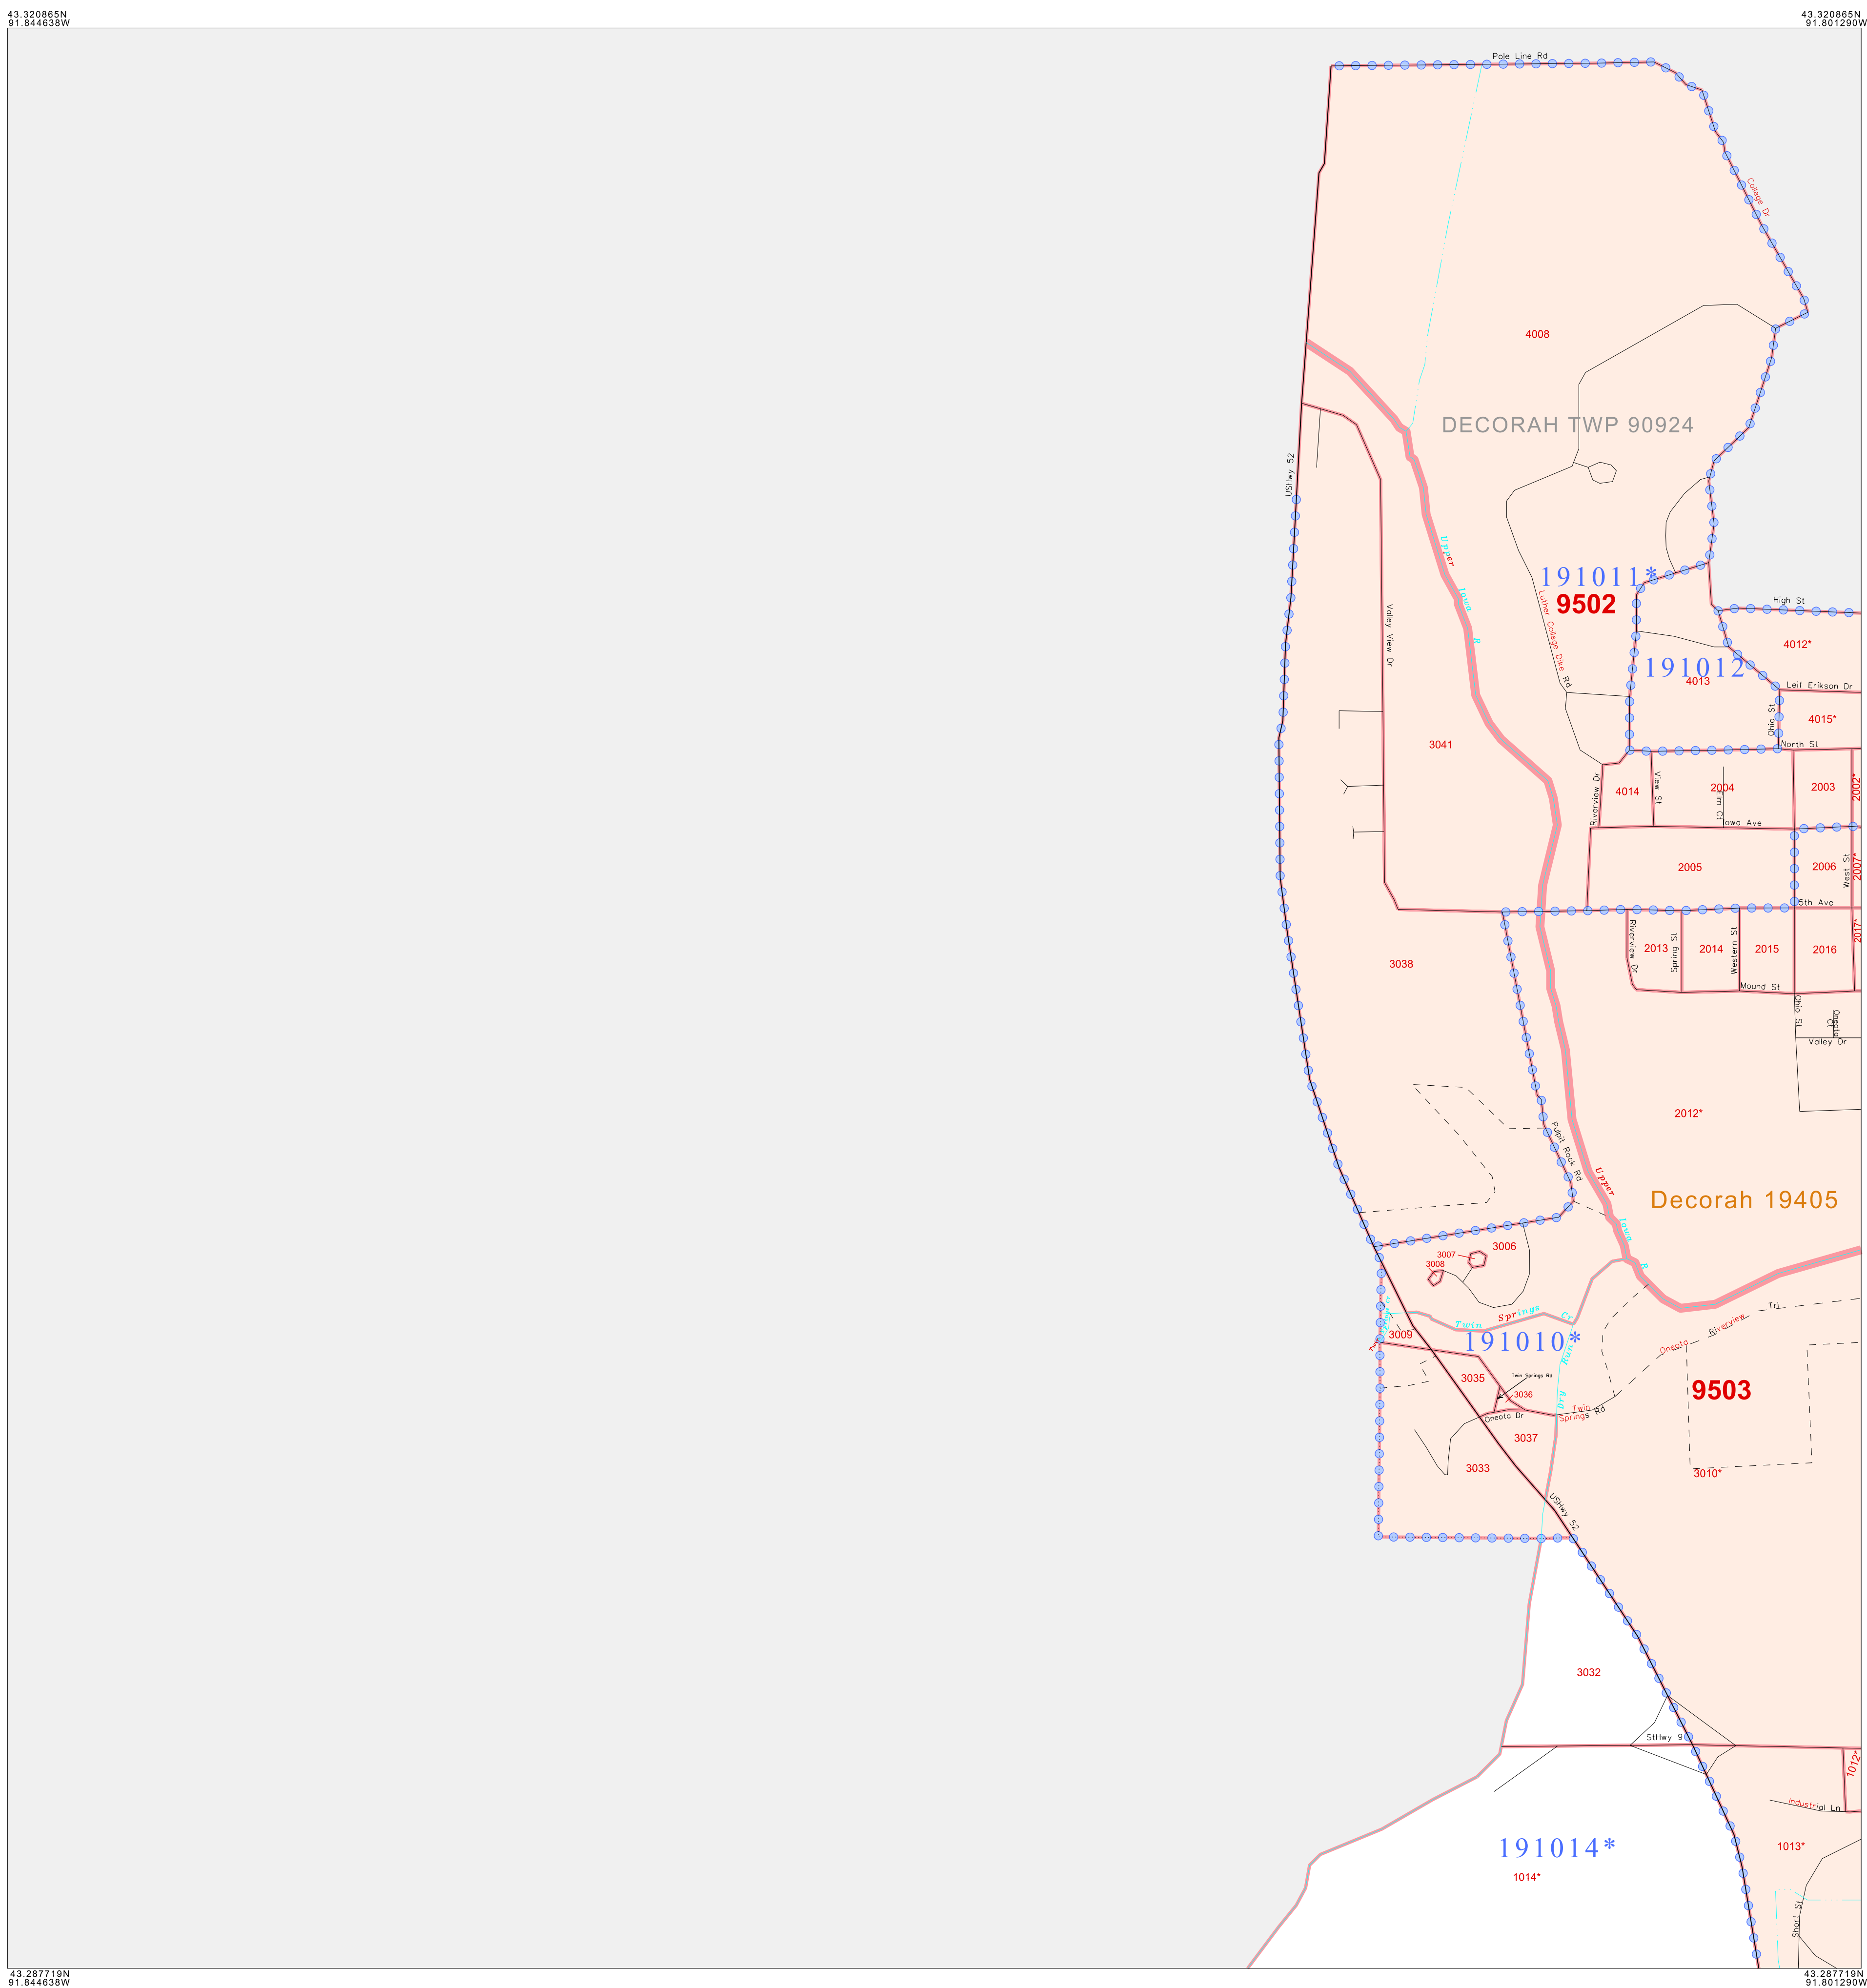 43.320865N
91.844638W
43.320865N
91.801290W
Pole Line Rd
College Dr
4008
DECORAH TWP 90924
USHwy 52
Upper
Iowa
R
191011*
9502
Luther College Dike Rd
Valley View Dr
High St
4012*
191012
4013
Leif Erikson Dr
Ohio St
4015*
3041
North St
Riverview Dr
4014
View St
2004
Elm Ct
2003
2002*
Iowa Ave
2005
2006
West St
2007*
5th Ave
3038
Riverview Dr
2013
Spring St
2014
Western St
2015
2016
2017*
Mound St
Ohio St
Oneota Ct
Valley Dr
2012*
Pulpit Rock Rd
Upper
Iowa
R
Decorah 19405
3006
3007
3008
Twin
Springs
Cr
3009
191010*
Run
Dry
Oneota
Riverview
Trl
3035
Twin Springs Rd
3036
9503
Oneota Dr
Twin
Springs Rd
3037
3033
3010*
USHwy 52
3032
StHwy 9
1012*
Industrial Ln
191014*
1013*
1014*
Short St
43.287719N
91.844638W
43.287719N
91.801290W